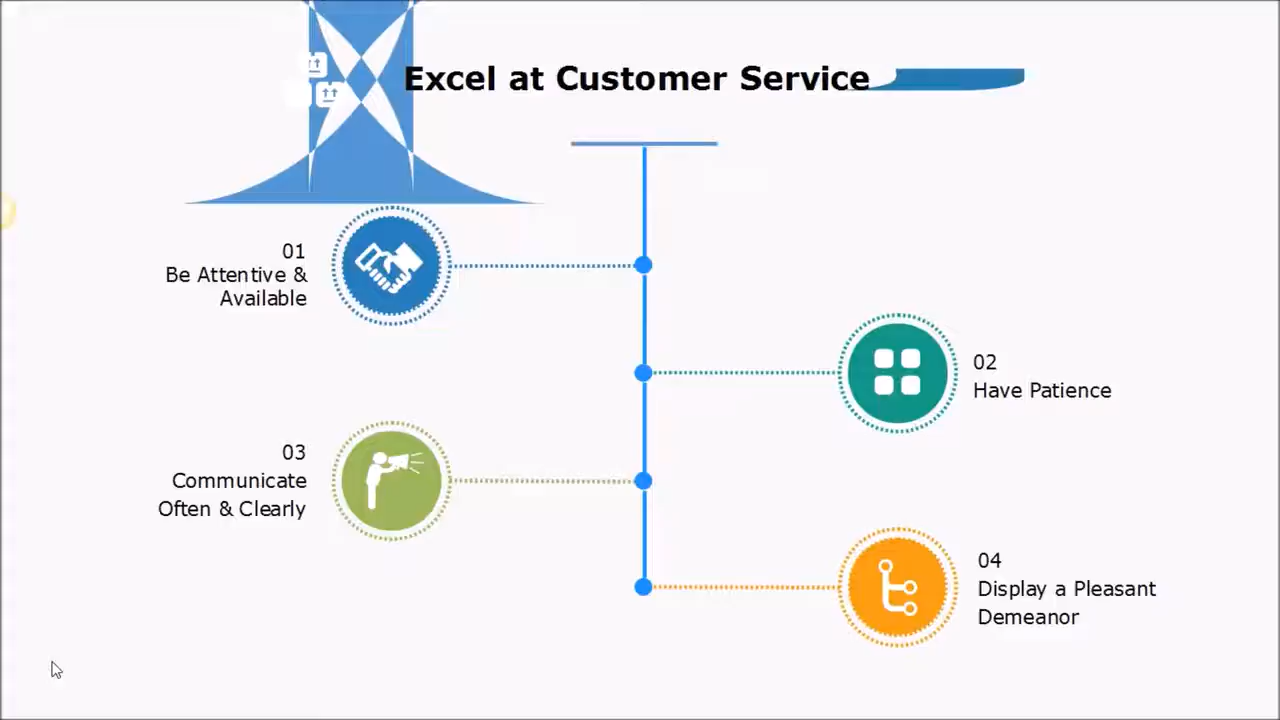 Excel at Customer Service
01
Be Attentive &
Available
02
Have Patience
03
Communicate
Often & Clearly
04
Display a Pleasant
Demeanor